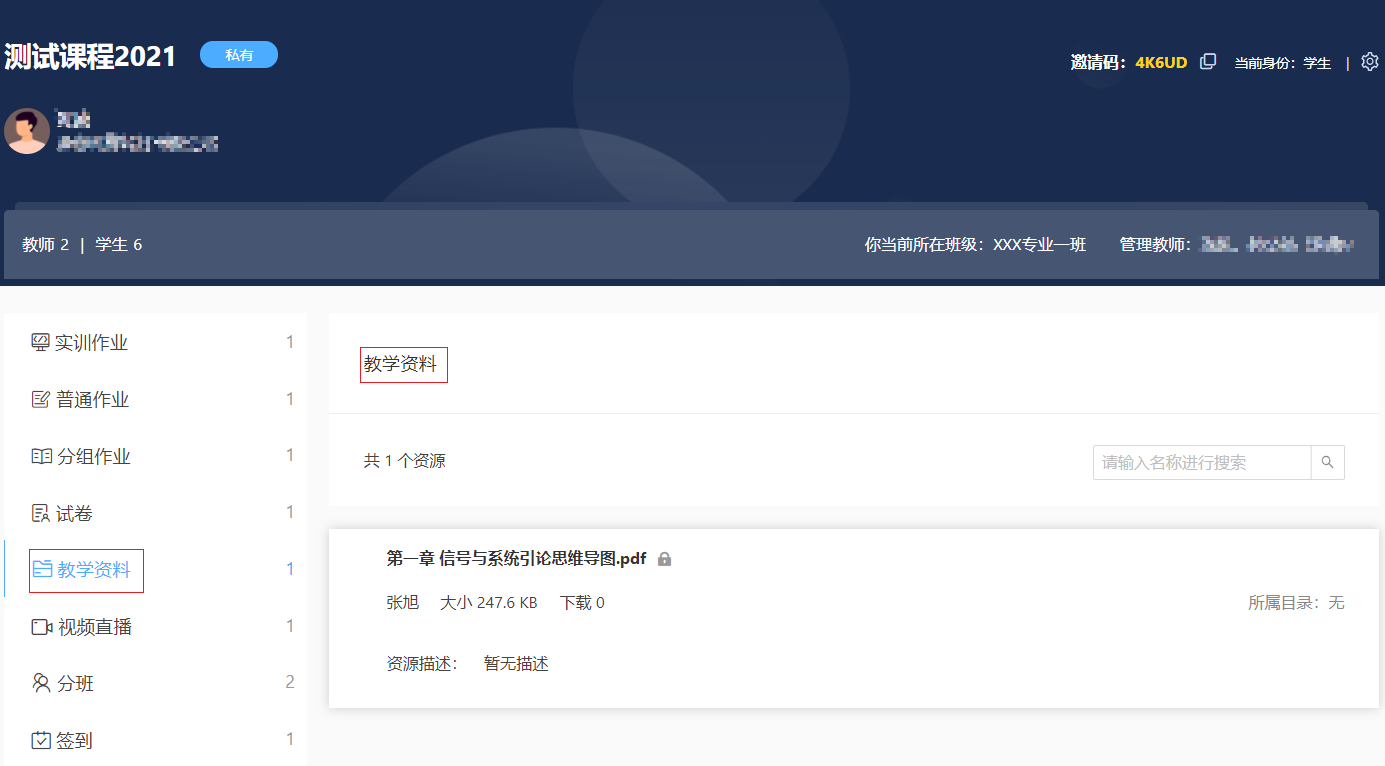 测试课程2021 私有
邀请码：4K6UD 当前身份：学生 |
教师 2 | 学生 6
你当前所在班级：XXX专业一班 管理教师：
实训作业 1
普通作业 1
分组作业 1
试卷 1
教学资料 1
视频直播 1
分班 2
签到 1
教学资料
共 1 个资源
请输入名称进行搜索
第一章 信号与系统引论思维导图.pdf
张旭 大小 247.6 KB 下载 0
所属目录：无
资源描述： 暂无描述